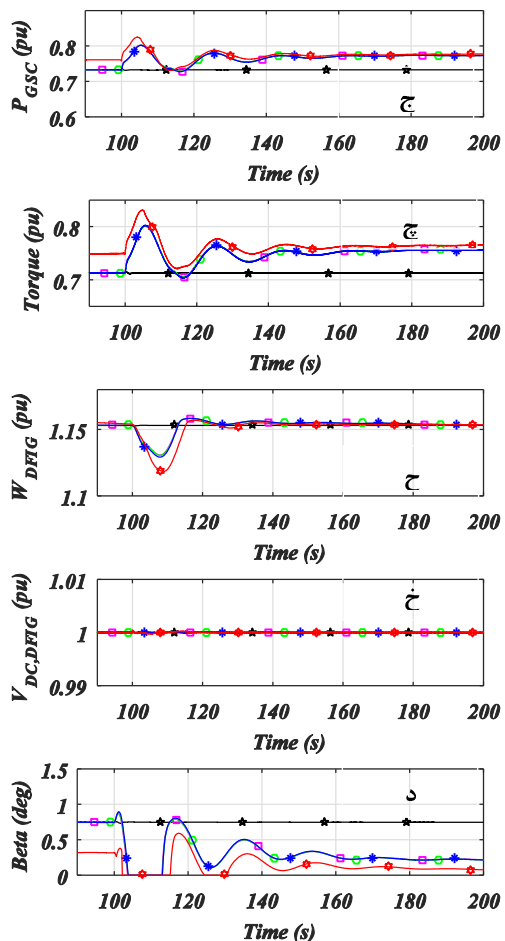 P_GSC (pu)
0.8
0.7
0.6
ج
100 120 140 160 180 200
Time (s)
Torque (pu)
0.8
0.7
چ
100 120 140 160 180 200
Time (s)
W_DFIG (pu)
1.15
1.1
ح
100 120 140 160 180 200
Time (s)
V_DC,DFIG (pu)
1.01
1
0.99
خ
100 120 140 160 180 200
Time (s)
Beta (deg)
1.5
1
0.5
0
د
100 120 140 160 180 200
Time (s)